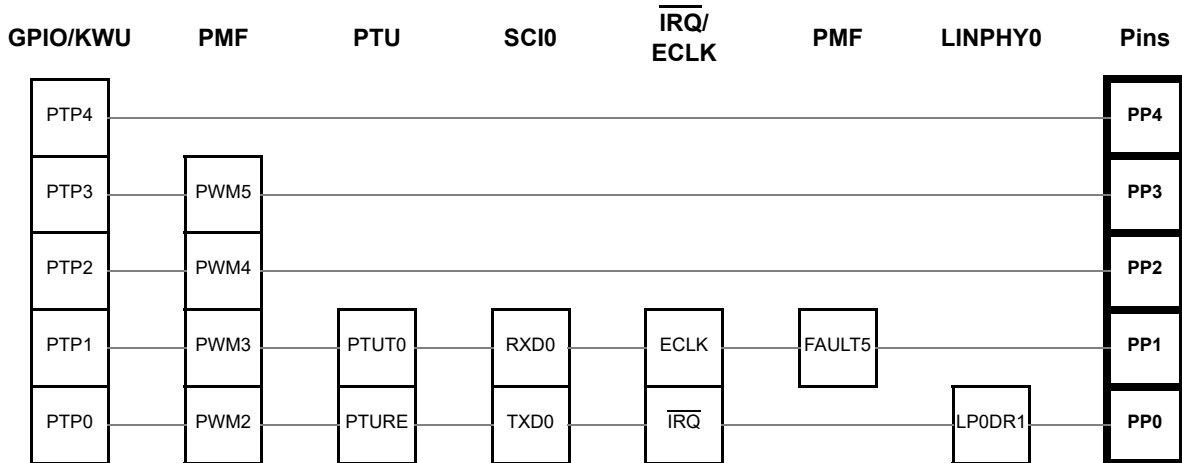 GPIO/KWU PMF PTU SCI0 IRQ/ECLK PMF LINPHY0 Pins
PTP4 PP4
PTP3 PWM5 PP3
PTP2 PWM4 PP2
PTP1 PWM3 PTUT0 RXD0 ECLK FAULT5 PP1
PTP0 PWM2 PTURE TXD0 IRQ LP0DR1 PP0